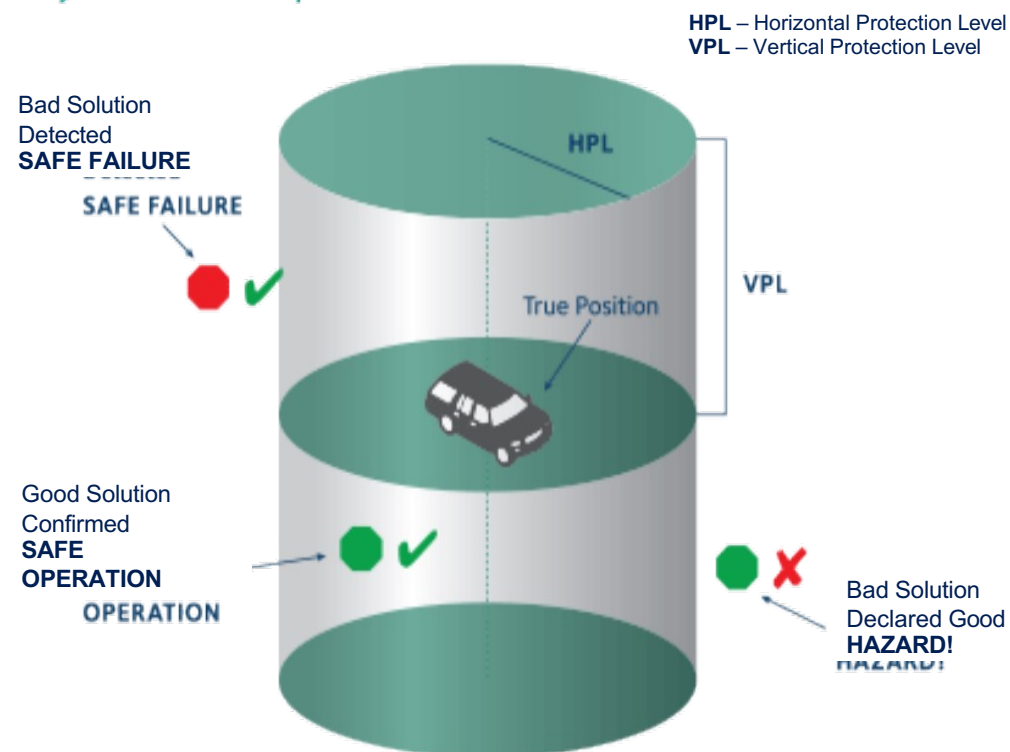 HPL – Horizontal Protection Level
VPL – Vertical Protection Level
Bad Solution
Detected
SAFE FAILURE
SAFE FAILURE
HPL
VPL
True Position
Good Solution
Confirmed
SAFE
OPERATION
OPERATION
Bad Solution
Declared Good
HAZARD!
HAZARD!